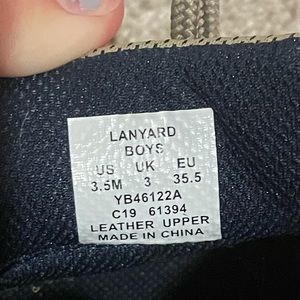 LANYARD
BOYS
US UK EU
3.5M 3 35.5
YB46122A
C19 61394
LEATHER UPPER
MADE IN CHINA